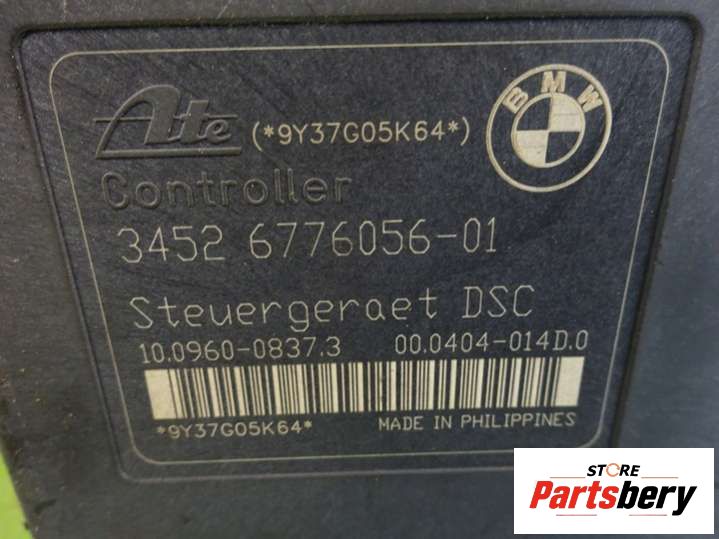 Ate (*9Y37G05K64*) BMW
Controller
3452 6776056-01
Steuergeraet DSC
10.0960-0837.3 00.0404-014D.0
*9Y37G05K64* MADE IN PHILIPPINES
STORE
Partsbery